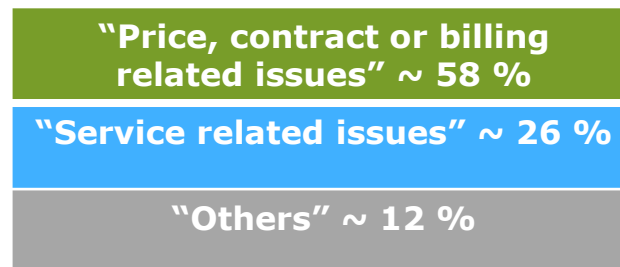 “Price, contract or billing
related issues” ~ 58 %
“Service related issues” ~ 26 %
“Others” ~ 12 %